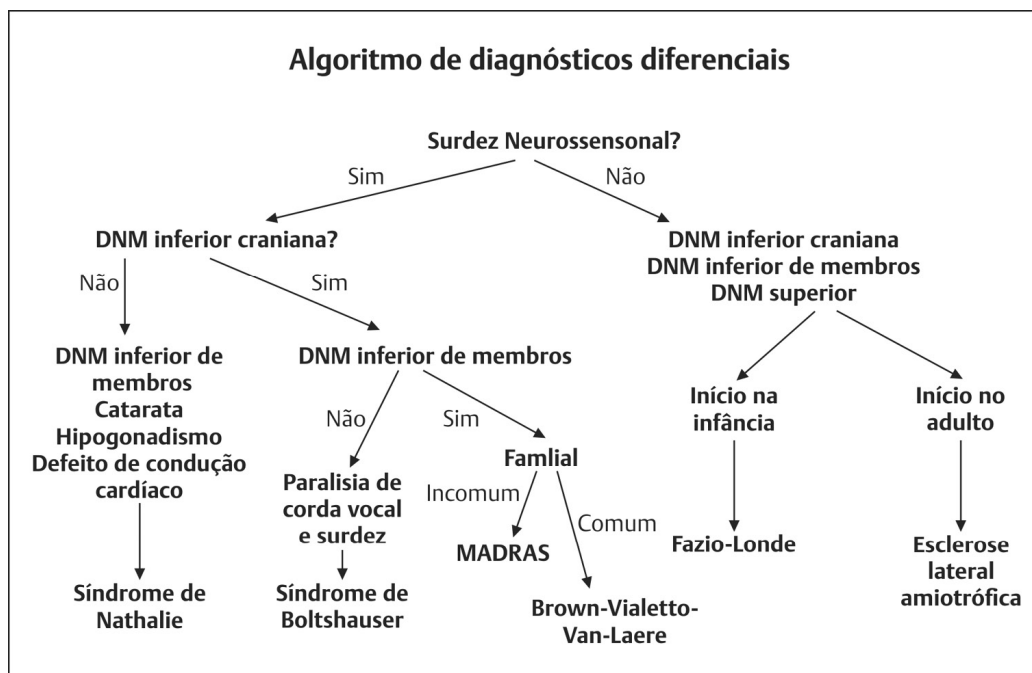 Algoritmo de diagnósticos diferenciais
Surdez Neurossensonal?
Sim
Não
DNM inferior craniana?
DNM inferior craniana
DNM inferior de membros
DNM superior
Não
Sim
DNM inferior de
membros
Catarata
Hipogonadismo
Defeito de condução
cardíaco
DNM inferior de membros
Início na
infância
Início no
adulto
Não
Sim
Paralisia de
corda vocal
e surdez
Famlial
Incomum
Comum
MADRAS
Fazio-Londe
Esclerose
lateral
amiotrófica
Síndrome de
Nathalie
Síndrome de
Boltshauser
Brown-Vialetto-
Van-Laere